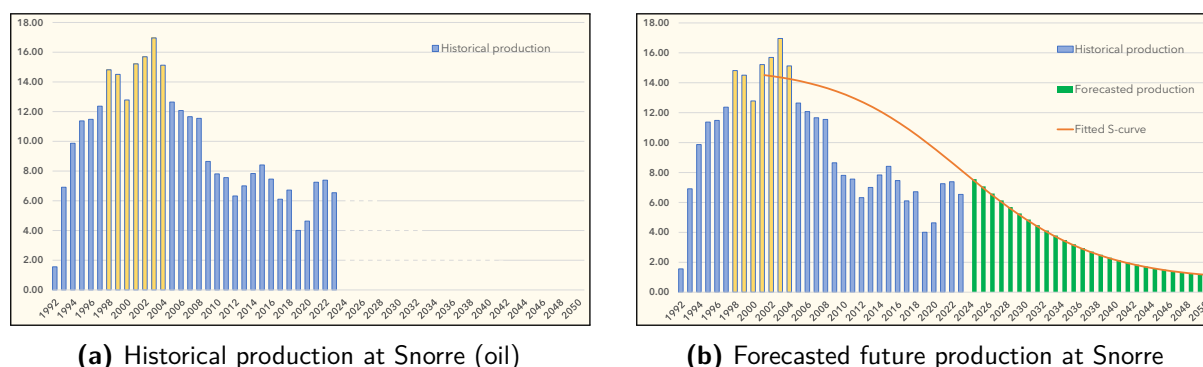 18.00
16.00
14.00
12.00
10.00
8.00
6.00
4.00
2.00
0.00
Historical production
1992 1994 1996 1998 2000 2002 2004 2006 2008 2010 2012 2014 2016 2018 2020 2022 2024 2026 2028 2030 2032 2034 2036 2038 2040 2042 2044 2046 2048 2050
(a) Historical production at Snorre (oil)
18.00
16.00
14.00
12.00
10.00
8.00
6.00
4.00
2.00
0.00
Historical production
Forecasted production
Fitted S-curve
1992 1994 1996 1998 2000 2002 2004 2006 2008 2010 2012 2014 2016 2018 2020 2022 2024 2026 2028 2030 2032 2034 2036 2038 2040 2042 2044 2046 2048
(b) Forecasted future production at Snorre